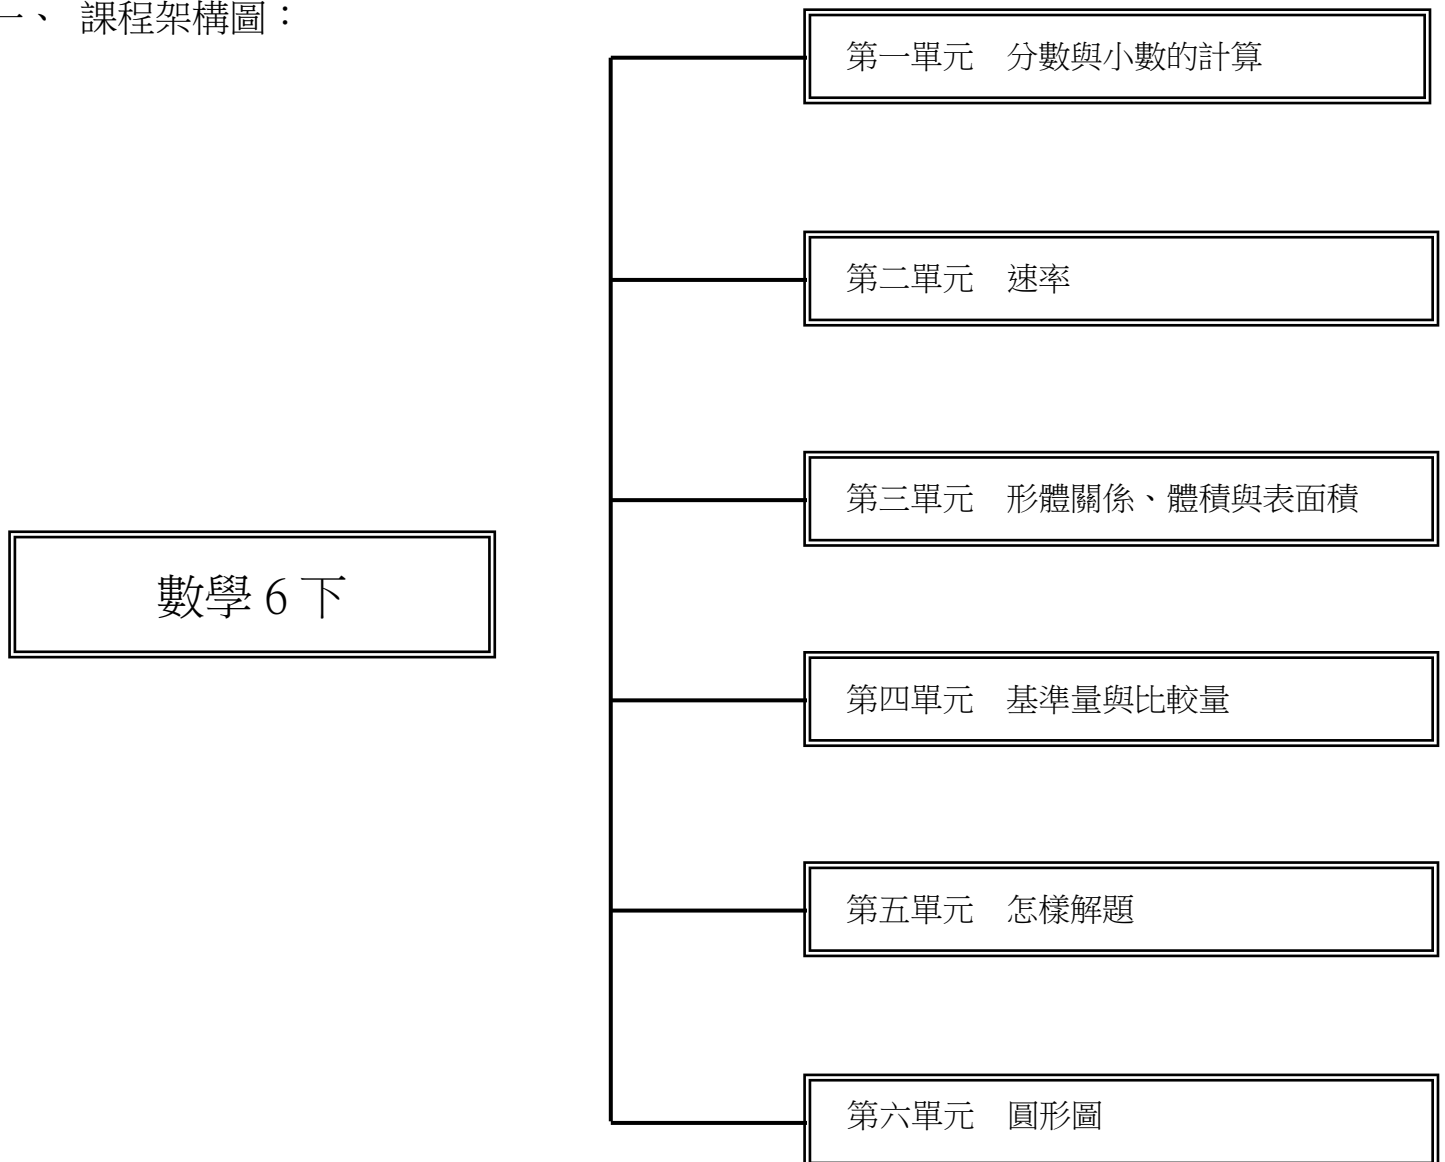 一、 課程架構圖：
第一單元　分數與小數的計算
第二單元　速率
第三單元　形體關係、體積與表面積
數學 6 下
第四單元　基準量與比較量
第五單元　怎樣解題
第六單元　圓形圖